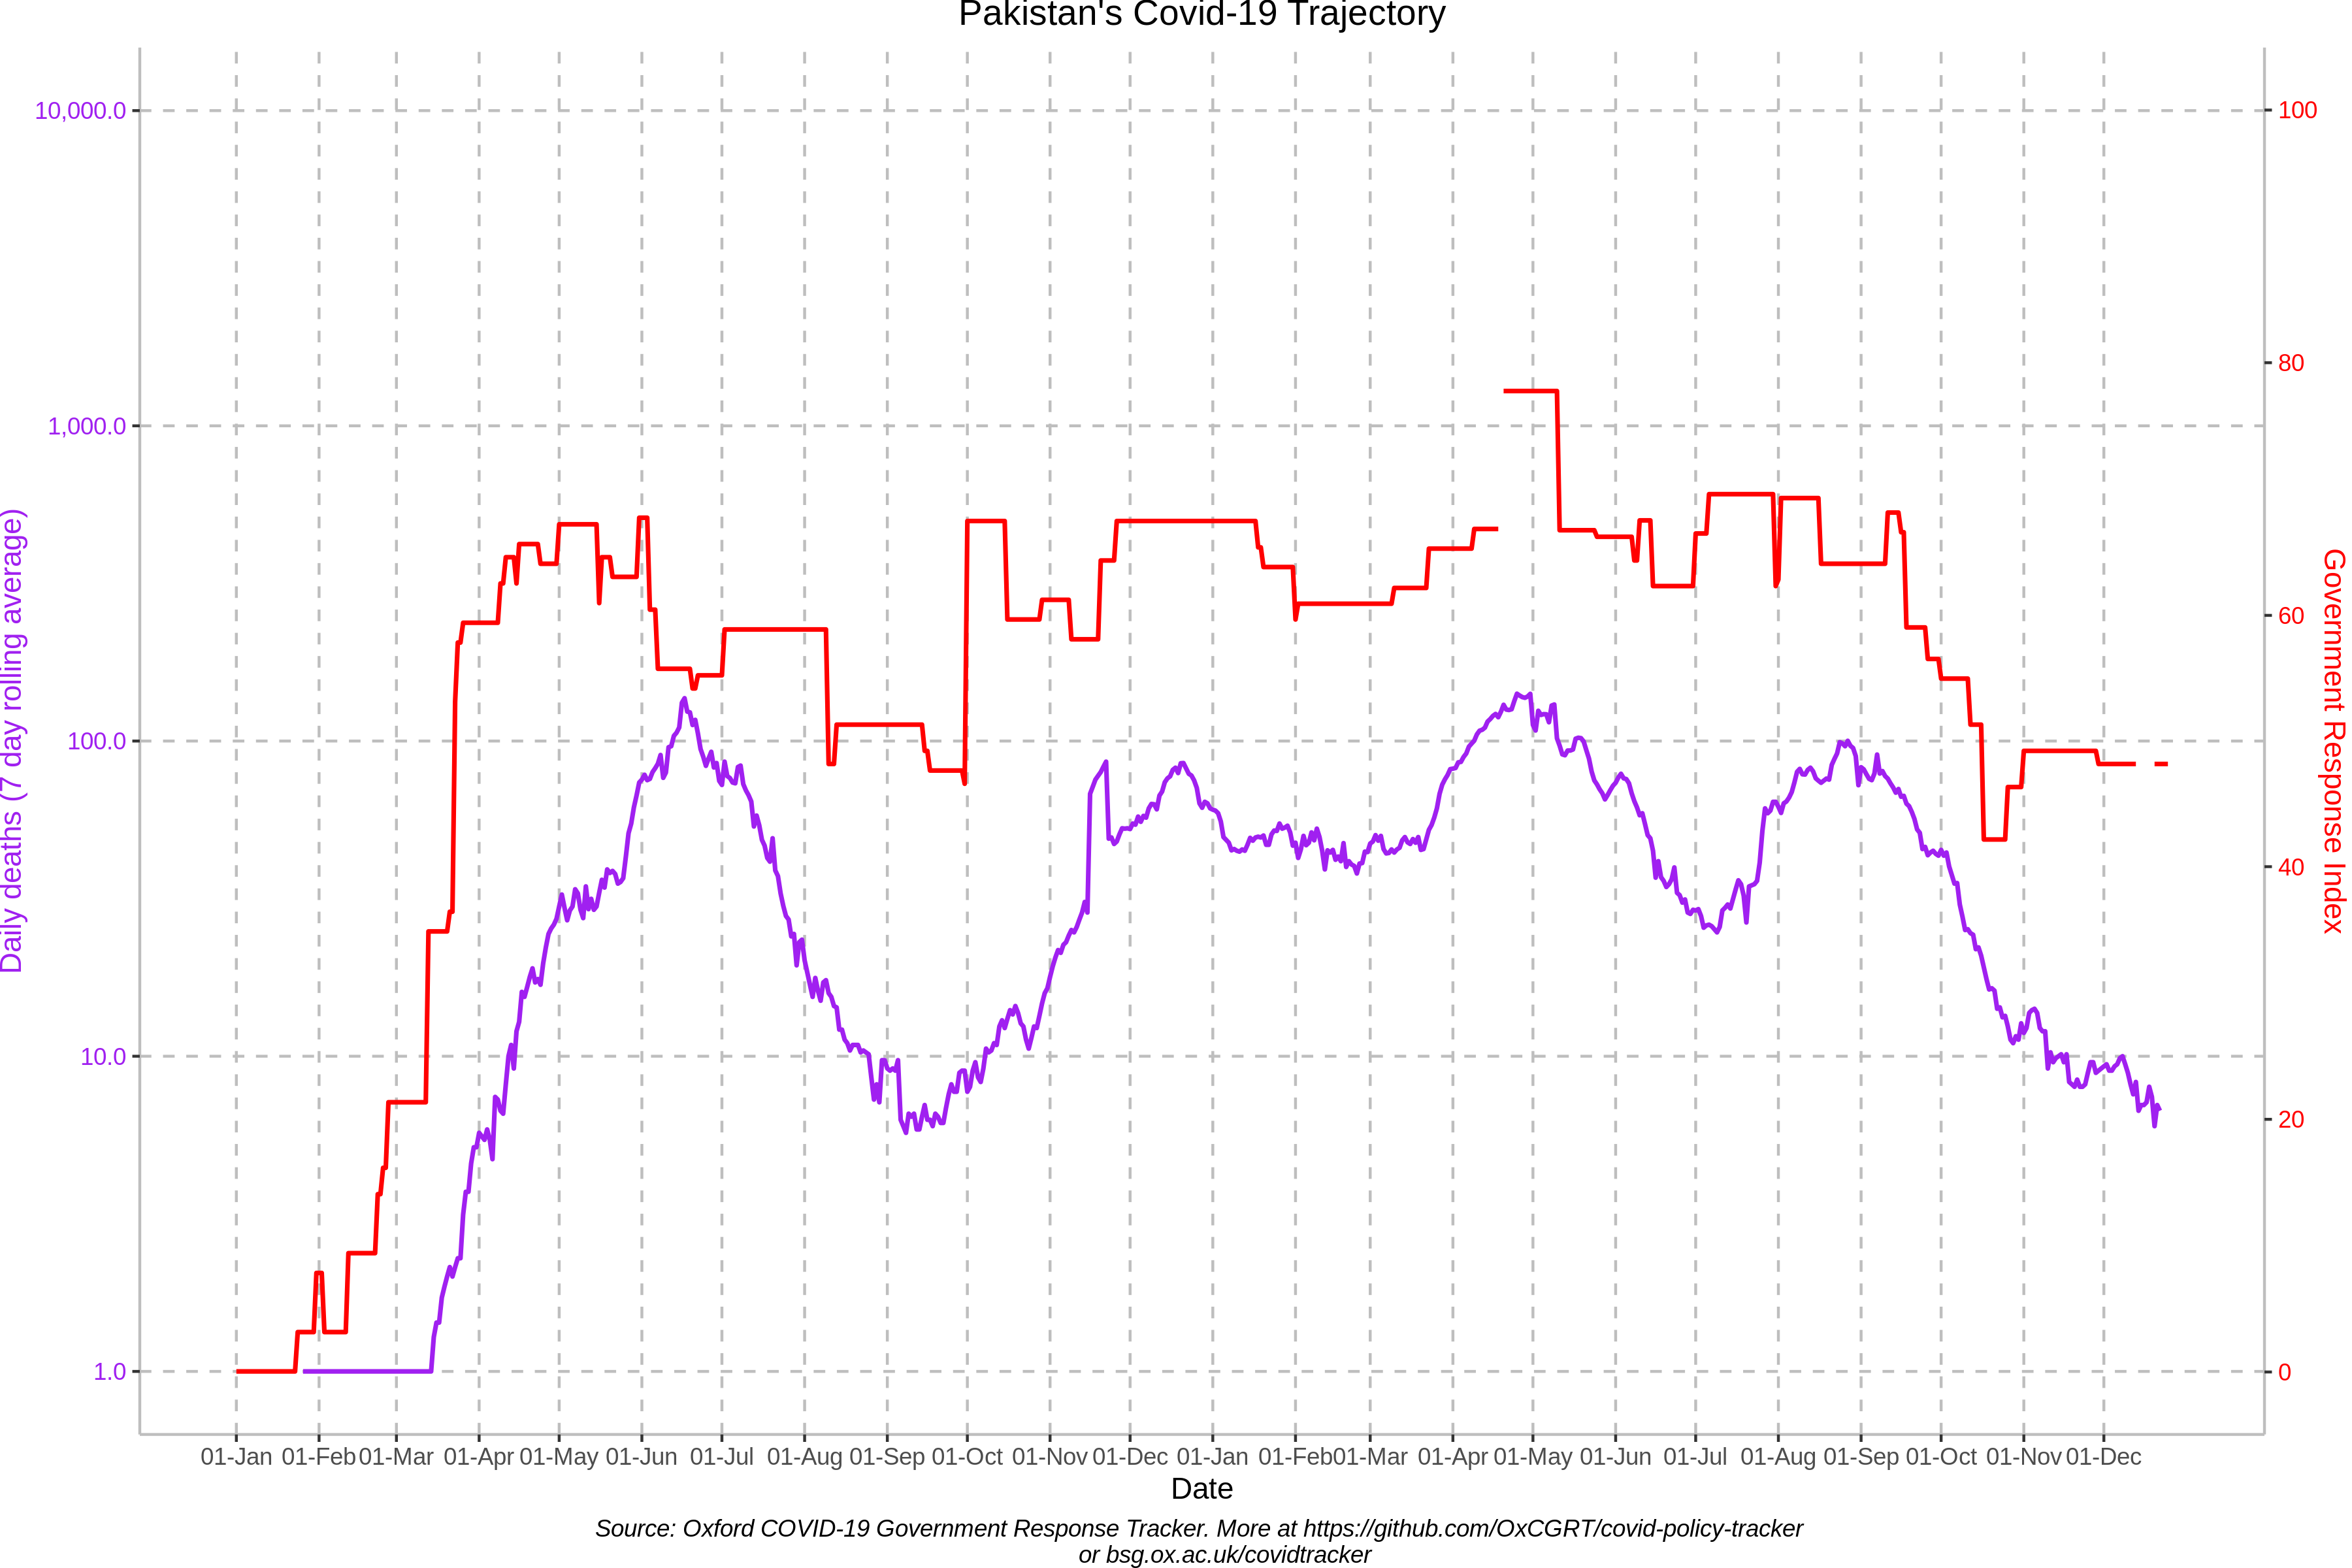 Pakistan's Covid-19 Trajectory
Daily deaths (7 day rolling average)
10,000.0
1,000.0
100.0
10.0
1.0
100
80
60
40
20
0
Government Response Index
01-Jan 01-Feb 01-Mar 01-Apr 01-May 01-Jun 01-Jul 01-Aug 01-Sep 01-Oct 01-Nov 01-Dec 01-Jan 01-Feb 01-Mar 01-Apr 01-May 01-Jun 01-Jul 01-Aug 01-Sep 01-Oct 01-Nov 01-Dec
Date
Source: Oxford COVID-19 Government Response Tracker. More at https://github.com/OxCGRT/covid-policy-tracker
or bsg.ox.ac.uk/covidtracker